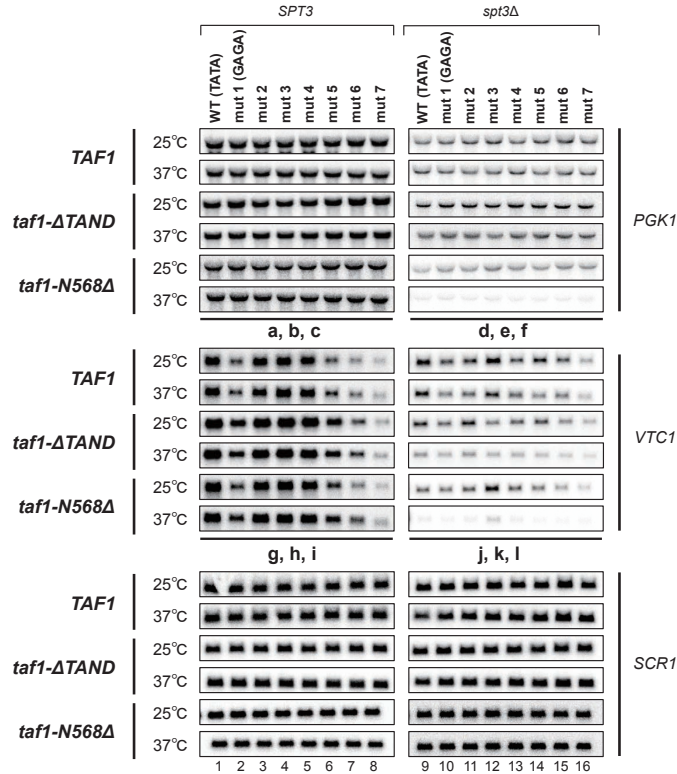 SPT3 spt3Δ
WT (TATA) mut 1 (GAGA) mut 2 mut 3 mut 4 mut 5 mut 6 mut 7 WT (TATA) mut 1 (GAGA) mut 2 mut 3 mut 4 mut 5 mut 6 mut 7
TAF1 25°C
37°C
taf1-ΔTAND 25°C PGK1
37°C
taf1-N568Δ 25°C
37°C
a, b, c d, e, f
TAF1 25°C
37°C
taf1-ΔTAND 25°C VTC1
37°C
taf1-N568Δ 25°C
37°C
g, h, i j, k, l
TAF1 25°C
37°C
taf1-ΔTAND 25°C SCR1
37°C
taf1-N568Δ 25°C
37°C
1 2 3 4 5 6 7 8 9 10 11 12 13 14 15 16